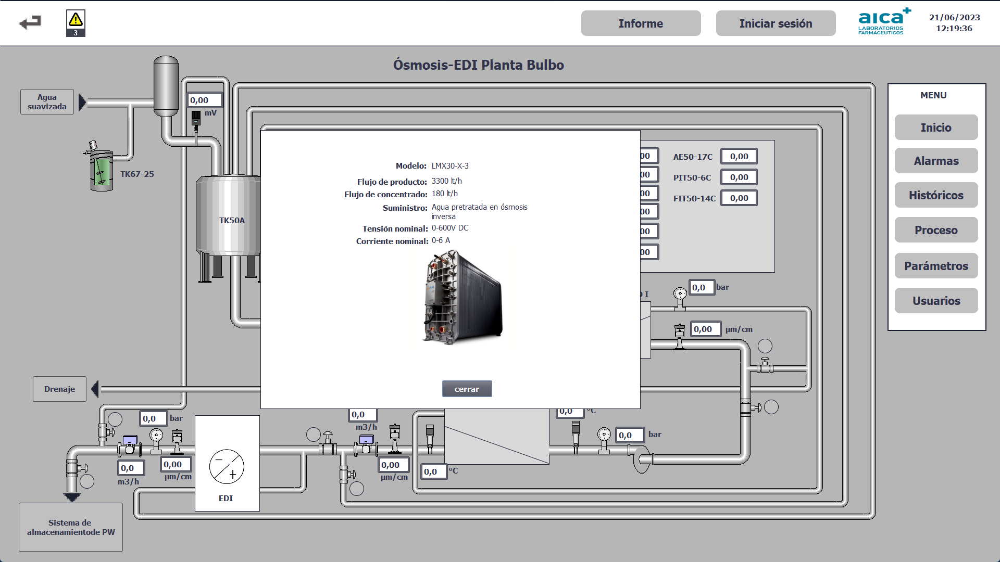 3
Informe
Iniciar sesión
aica+
LABORATORIOS
FARMACEUTICOS
21/06/2023
12:19:36
Ósmosis-EDI Planta Bulbo
Agua
suavizada
0,00
mV
TK67-25
TK50A
MENU
Inicio
Alarmas
Históricos
Proceso
Parámetros
Usuarios
Modelo: LMX30-X-3
Flujo de producto: 3300 lt/h
Flujo de concentrado: 180 lt/h
Suministro: Agua pretratada en ósmosis
inversa
Tensión nominal: 0-600V DC
Corriente nominal: 0-6 A
cerrar
00 AE50-17C 0,00
00 PIT50-6C 0,00
00 FIT50-14C 0,00
00
00
00
I
0,0 bar
0,00 µm/cm
Drenaje
0,0 bar
0,0
m3/h
0,0 °C
0,0 bar
0,0
m3/h
0,00
µm/cm
0,00
µm/cm
0,0 °C
- +
EDI
Sistema de
almacenamientode PW